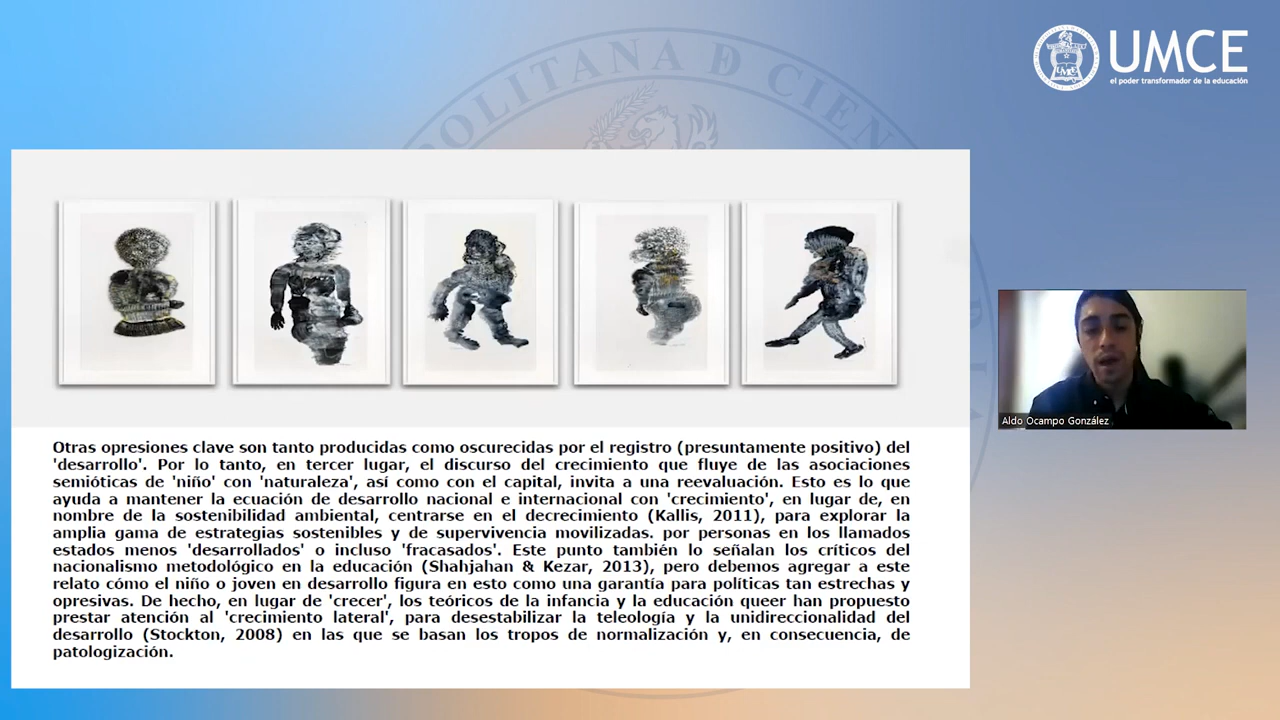 UMCE
el poder transformador de la educación
POLITANA Đ CIEN
Otras opresiones clave son tanto producidas como oscurecidas por el registro (presuntamente positivo) del
'desarrollo'. Por lo tanto, en tercer lugar, el discurso del crecimiento que fluye de las asociaciones
semióticas de 'niño' con 'naturaleza', así como con el capital, invita a una reevaluación. Esto es lo que
ayuda a mantener la ecuación de desarrollo nacional e internacional con 'crecimiento', en lugar de, en
nombre de la sostenibilidad ambiental, centrarse en el decrecimiento (Kallis, 2011), para explorar la
amplia gama de estrategias sostenibles y de supervivencia movilizadas. por personas en los llamados
estados menos 'desarrollados' o incluso 'fracasados'. Este punto también lo señalan los críticos del
nacionalismo metodológico en la educación (Shahjahan & Kezar, 2013), pero debemos agregar a este
relato cómo el niño o joven en desarrollo figura en esto como una garantía para políticas tan estrechas y
opresivas. De hecho, en lugar de 'crecer', los teóricos de la infancia y la educación queer han propuesto
prestar atención al 'crecimiento lateral', para desestabilizar la teleología y la unidireccionalidad del
desarrollo (Stockton, 2008) en las que se basan los tropos de normalización y, en consecuencia, de
patologización.
Aldo Ocampo González